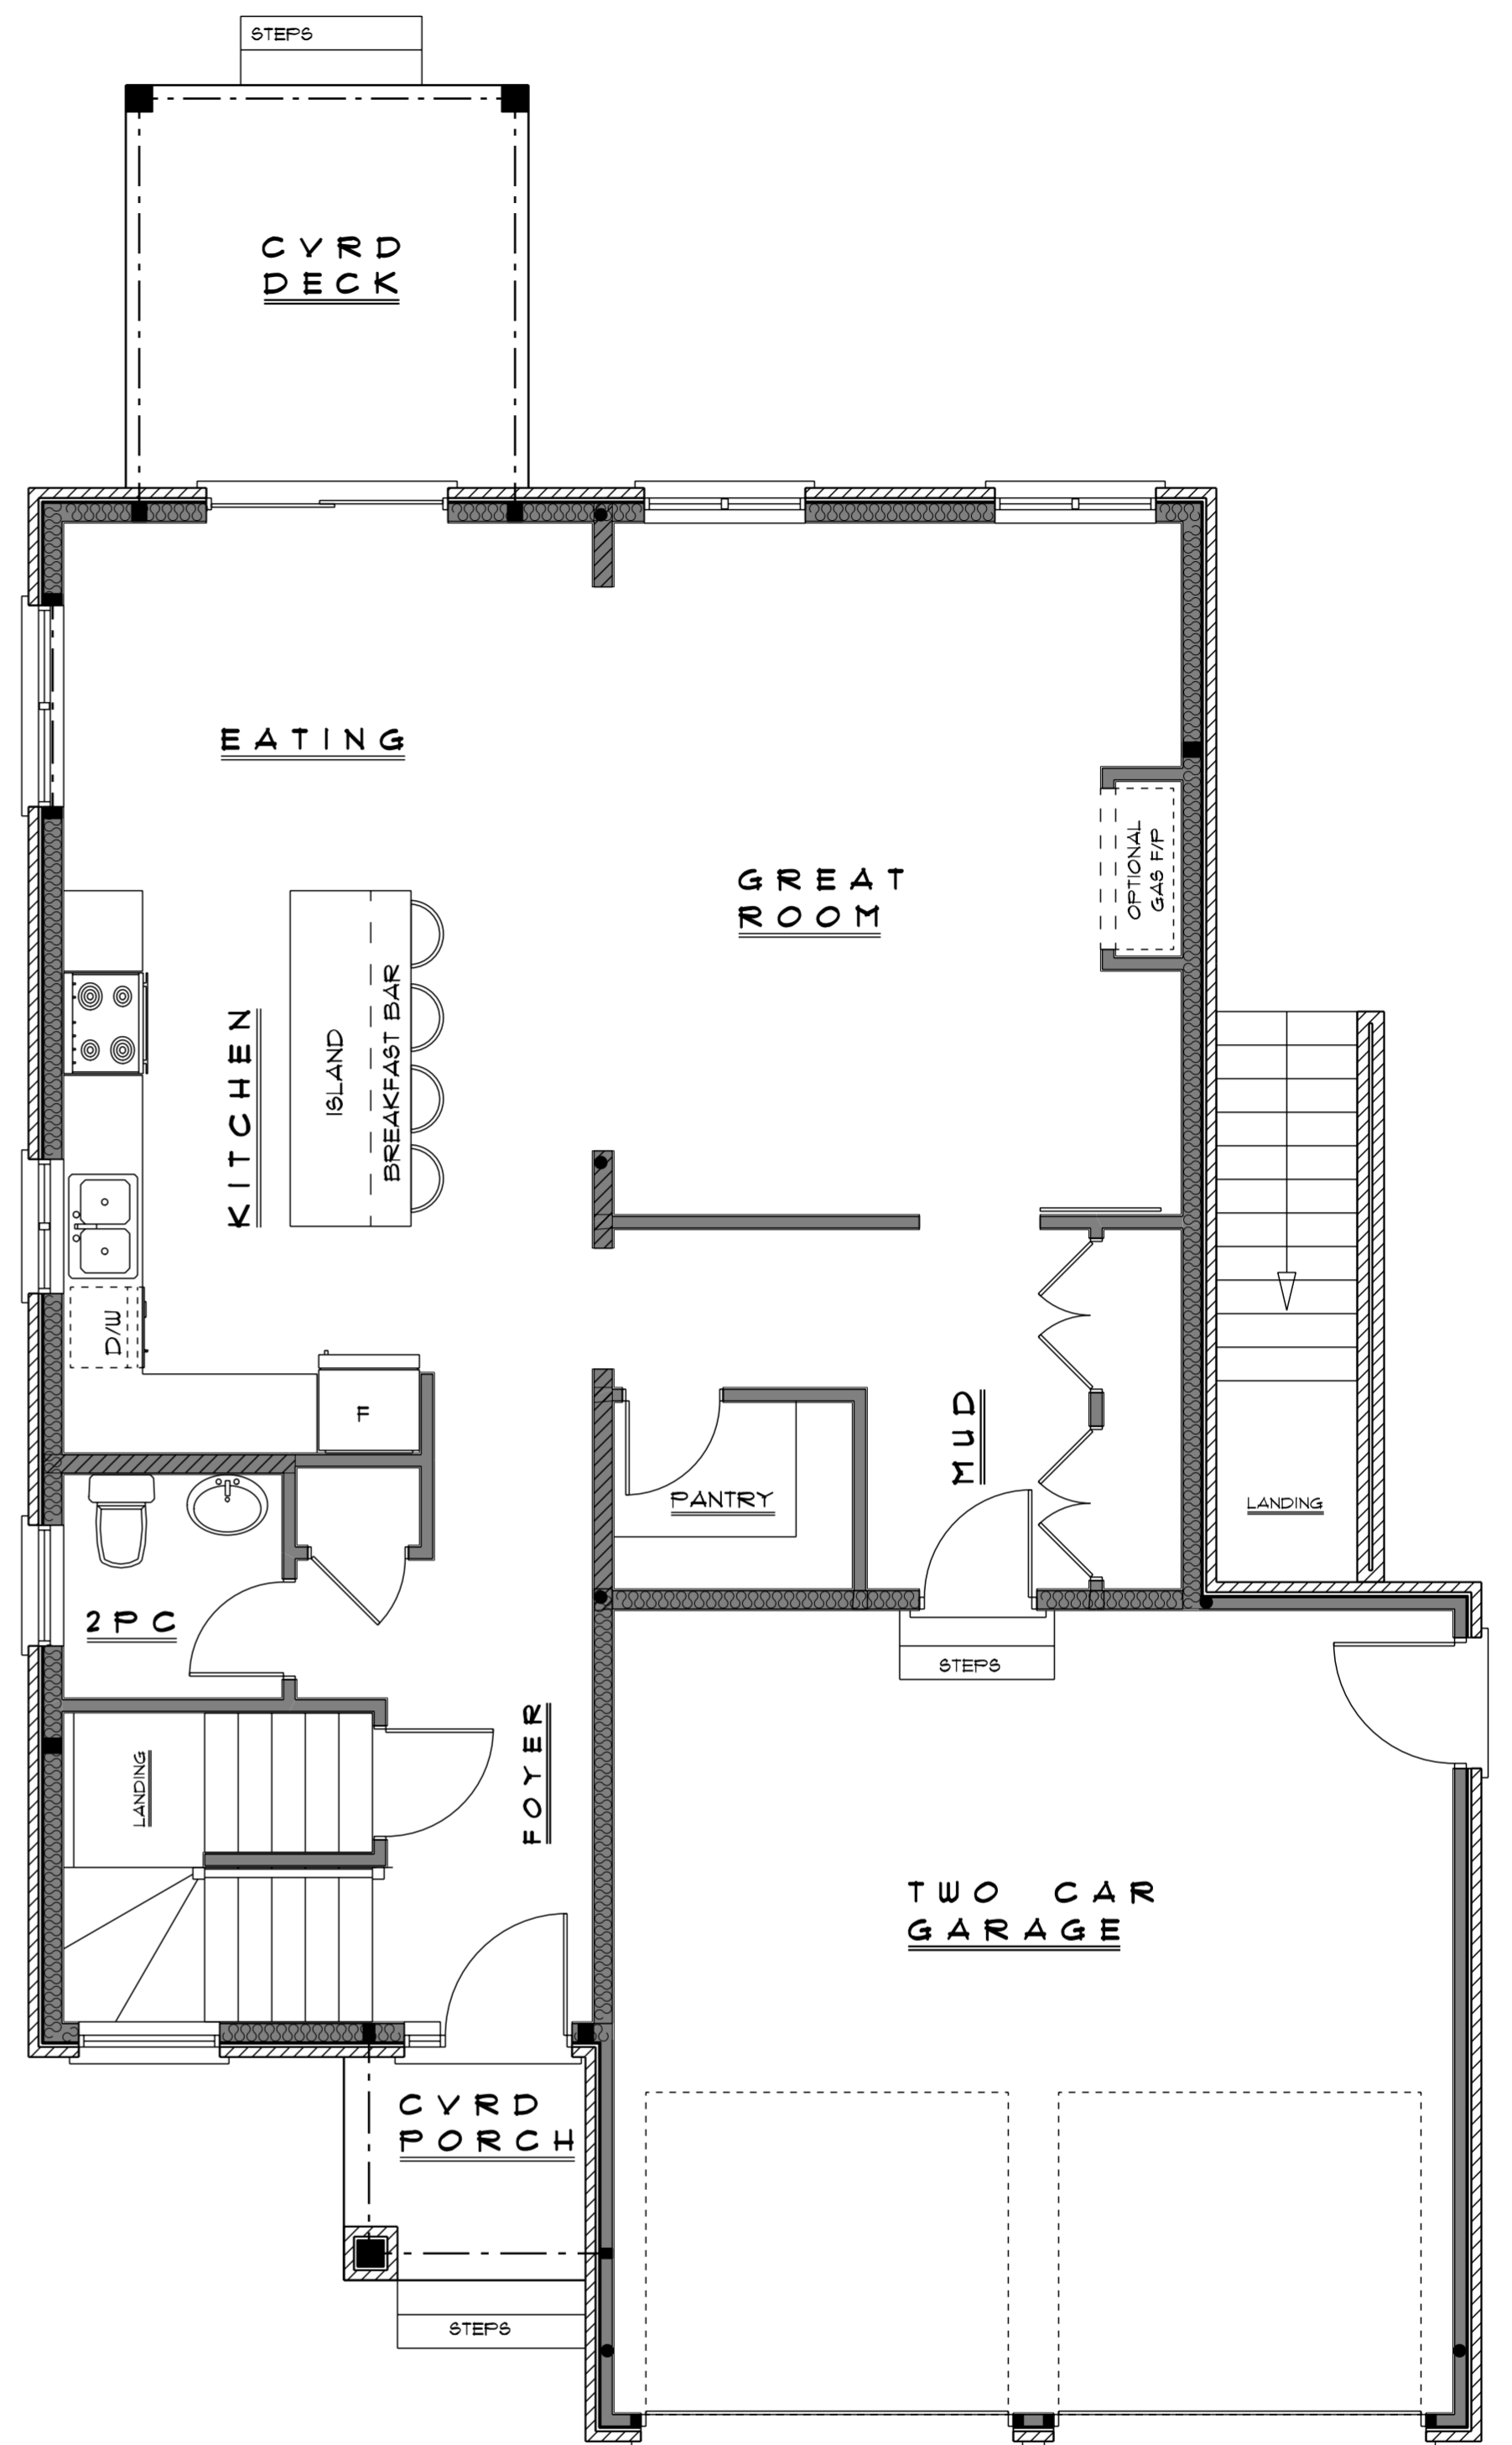 STEPS
CVRD
DECK
EATING
GREAT
ROOM
OPTIONAL
GAS F/P
KITCHEN
ISLAND
BREAKFAST BAR
D/W
F
MUD
PANTRY
LANDING
2PC
STEPS
FOYER
LANDING
TWO CAR
GARAGE
CVRD
PORCH
STEPS